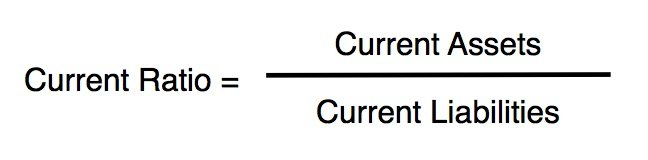 Current Assets
Current Ratio =
Current Liabilities